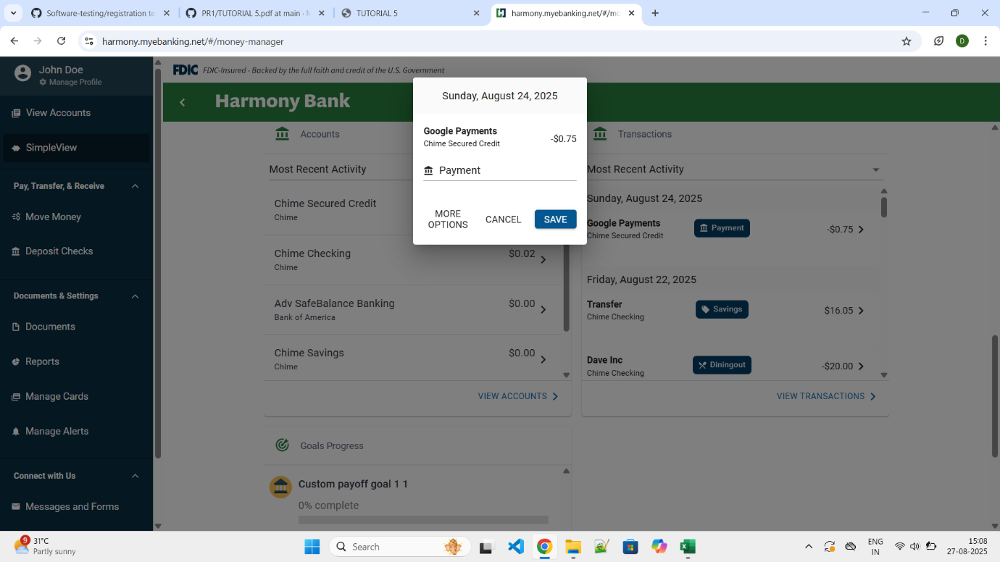 Software-testing/registration te
PR1/TUTORIAL 5.pdf at main · M
TUTORIAL 5
harmony.myebanking.net/#/mo
harmony.myebanking.net/#/money-manager
D
John Doe
Manage Profile
View Accounts
SimpleView
Pay, Transfer, & Receive
Move Money
Deposit Checks
Documents & Settings
Documents
Reports
Manage Cards
Manage Alerts
Connect with Us
Messages and Forms
FDIC FDIC-Insured - Backed by the full faith and credit of the U.S. Government
Harmony Bank
Accounts
Most Recent Activity
Chime Secured Credit
Chime
Chime Checking
$0.02
Chime
Adv SafeBalance Banking
$0.00
Bank of America
Chime Savings
$0.00
Chime
VIEW ACCOUNTS
Sunday, August 24, 2025
Google Payments
Chime Secured Credit
-$0.75
Payment
MORE
OPTIONS
CANCEL
SAVE
Transactions
Most Recent Activity
Sunday, August 24, 2025
Google Payments
Chime Secured Credit
Payment
-$0.75
Friday, August 22, 2025
Transfer
Chime Checking
Savings
$16.05
Dave Inc
Chime Checking
Diningout
-$20.00
VIEW TRANSACTIONS
Goals Progress
Custom payoff goal 1 1
0% complete
9
31°C
Partly sunny
Search
ENG
IN
15:08
27-08-2025